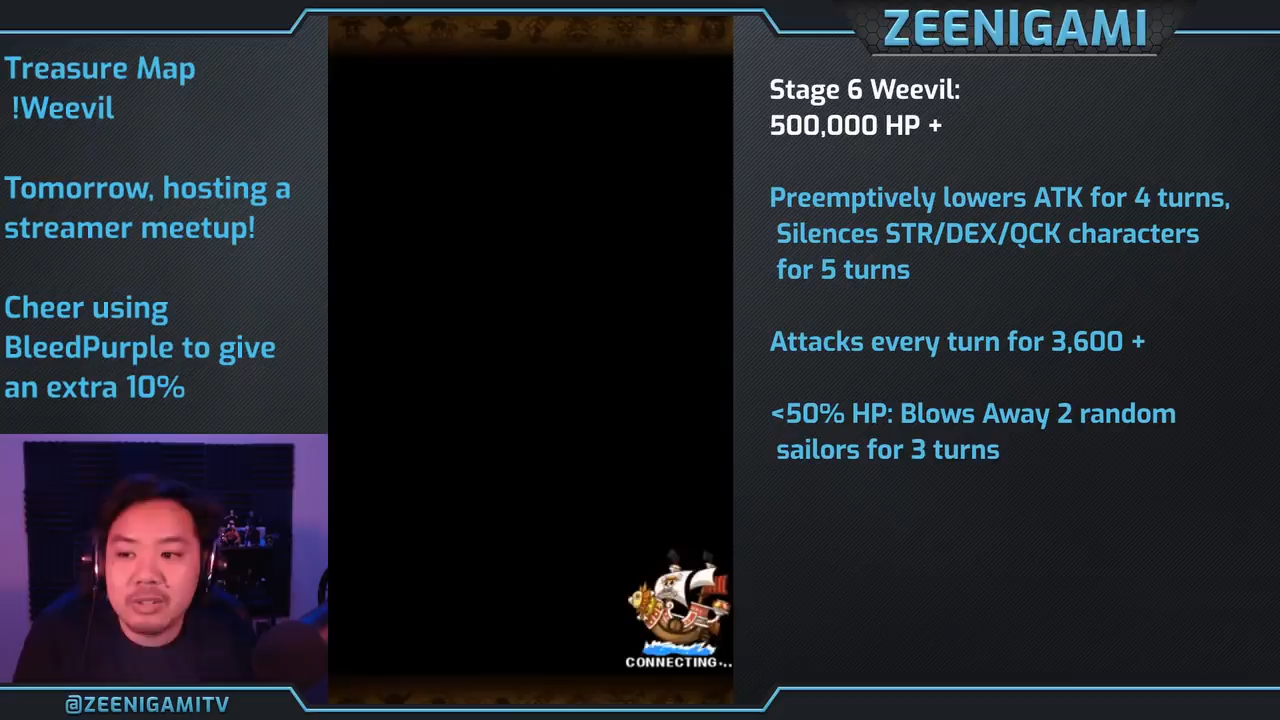 ZEENIGAMI
Treasure Map
!Weevil
Tomorrow, hosting a
streamer meetup!
Cheer using
BleedPurple to give
an extra 10%
Stage 6 Weevil:
500,000 HP +
Preemptively lowers ATK for 4 turns,
Silences STR/DEX/QCK characters
for 5 turns
Attacks every turn for 3,600 +
<50% HP: Blows Away 2 random
sailors for 3 turns
CONNECTING...
@ZEENIGAMITV